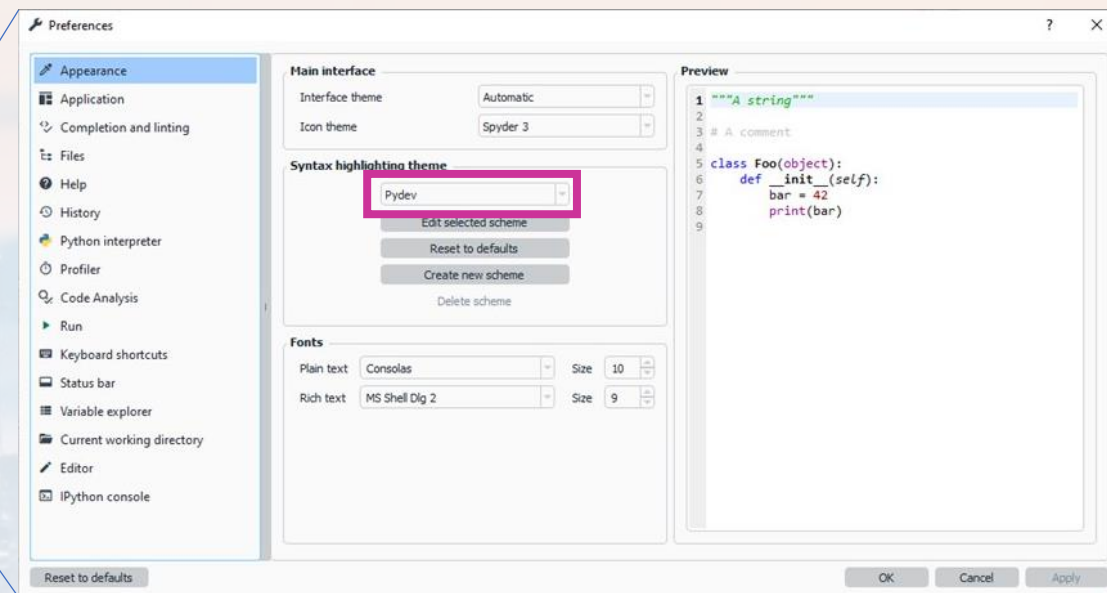 Preferences
?
Appearance
Application
Completion and linting
Files
Help
History
Python interpreter
Profiler
Code Analysis
Run
Keyboard shortcuts
Status bar
Variable explorer
Current working directory
Editor
IPython console
Main interface
Interface theme Automatic
Icon theme Spyder 3
Syntax highlighting theme
Pydev
Edit selected scheme
Reset to defaults
Create new scheme
Delete scheme
Fonts
Plain text Consolas Size 10
Rich text MS Shell Dlg 2 Size 9
Preview
1 """A string"""
2
3 # A comment
4
5 class Foo(object):
6     def __init__(self):
7         bar = 42
8         print(bar)
9
Reset to defaults
OK Cancel Apply